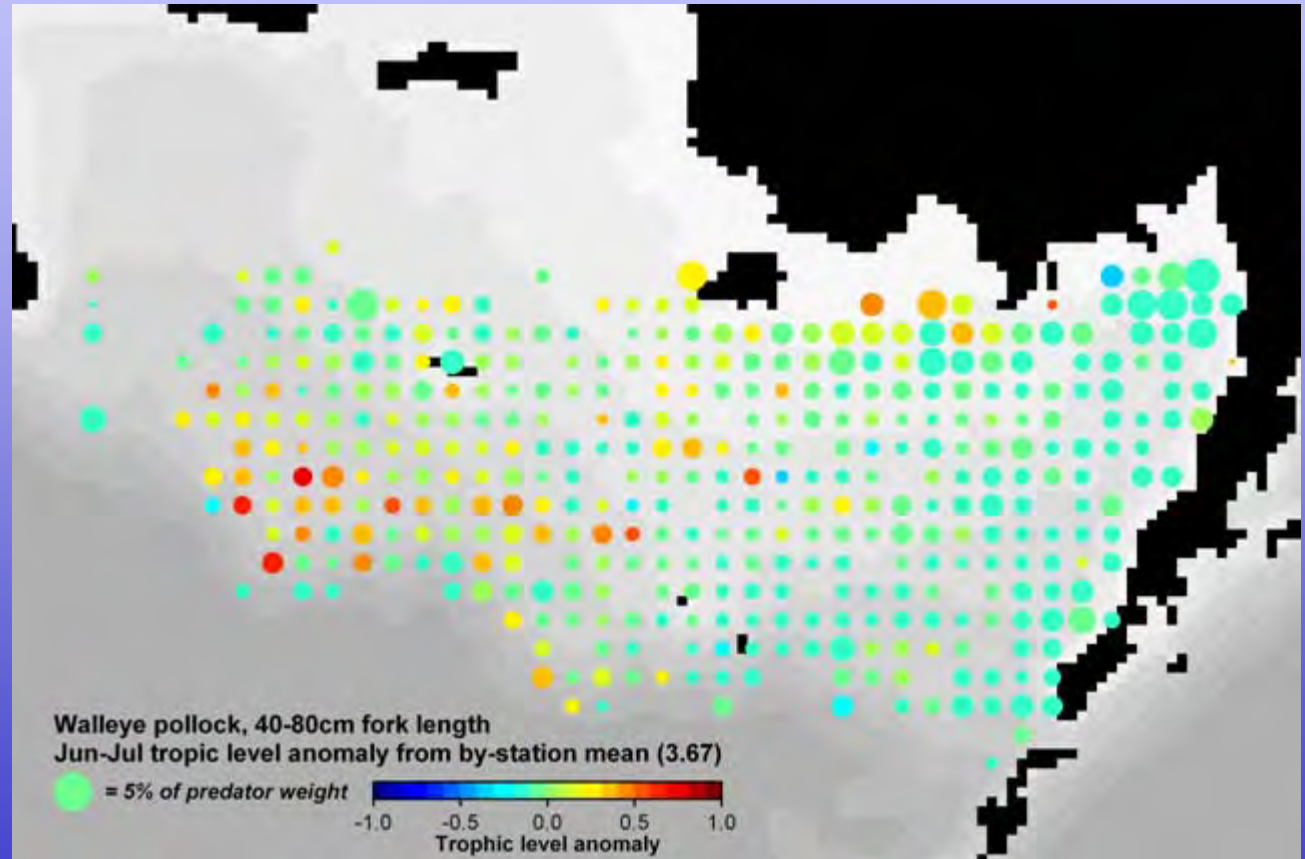 Walleye pollock, 40-80cm fork length
Jun-Jul tropic level anomaly from by-station mean (3.67)
= 5% of predator weight
-1.0 -0.5 0.0 0.5 1.0
Trophic level anomaly